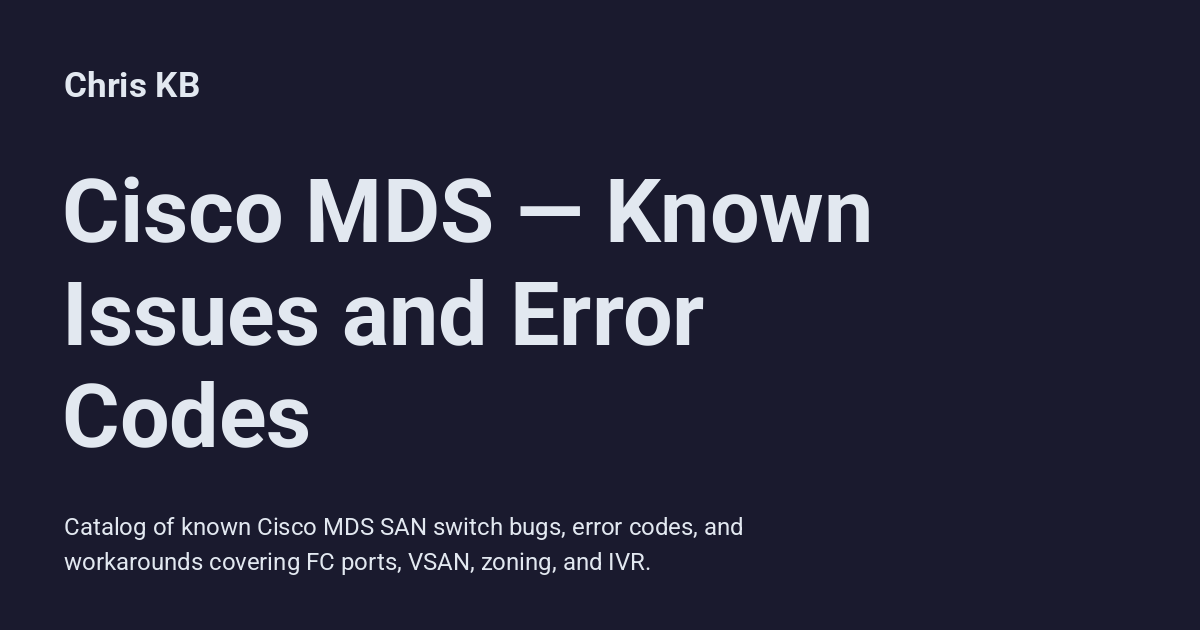 Chris KB
Cisco MDS — Known
Issues and Error
Codes
Catalog of known Cisco MDS SAN switch bugs, error codes, and
workarounds covering FC ports, VSAN, zoning, and IVR.